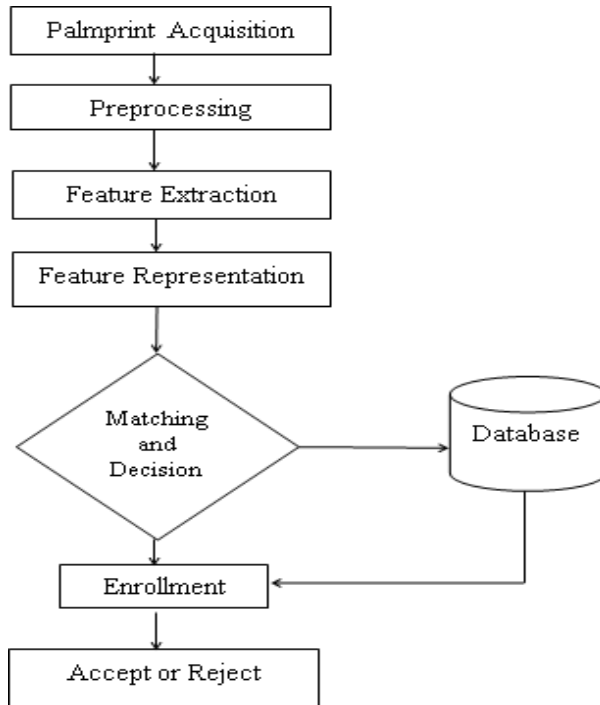 Palmprint Acquisition
Preprocessing
Feature Extraction
Feature Representation
Matching
and
Decision
Database
Enrollment
Accept or Reject